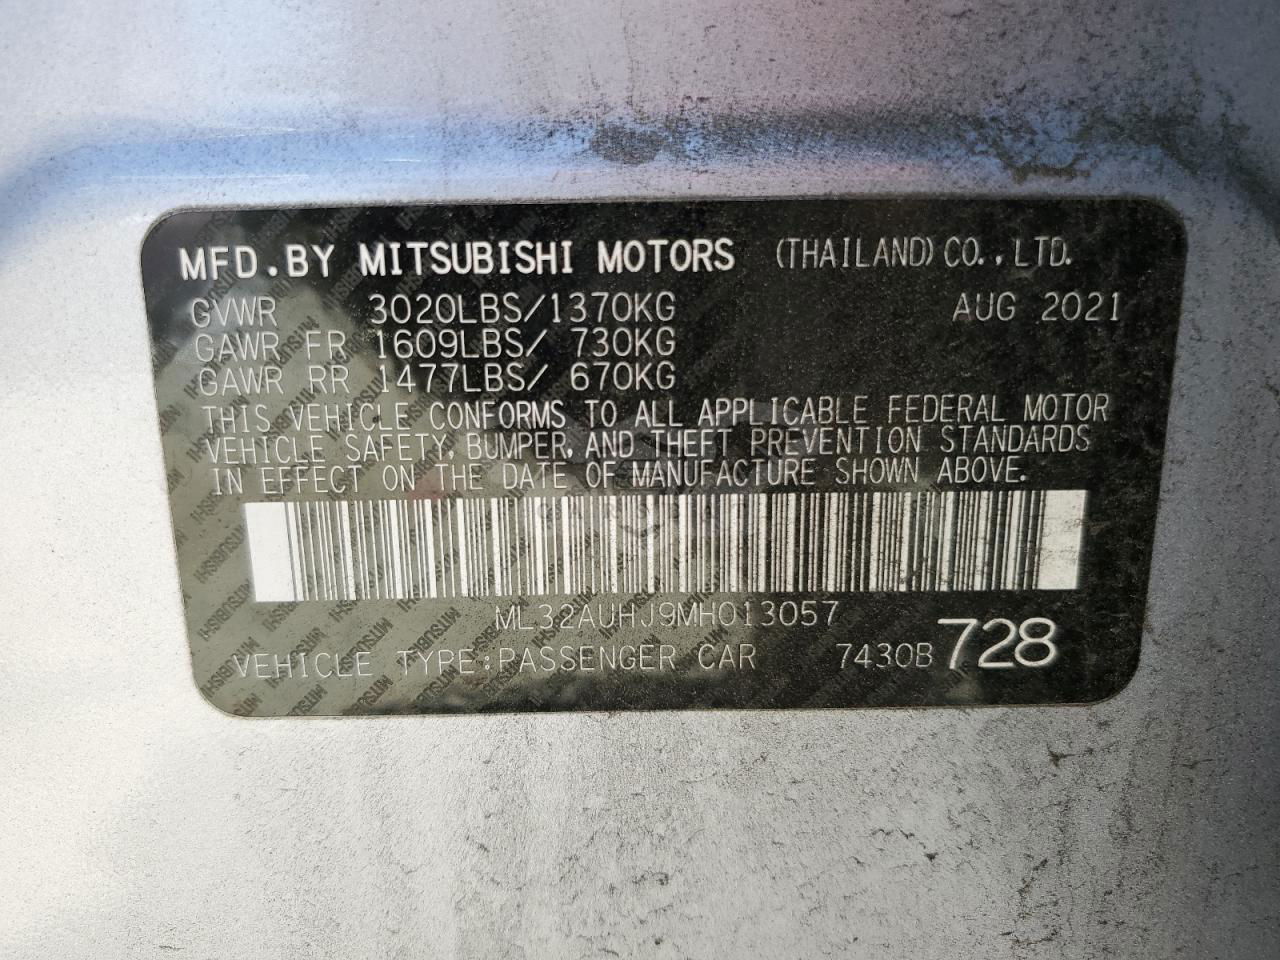 MFD.BY MITSUBISHI MOTORS (THAILAND) CO.,LTD.
GVWR 3020LBS/1370KG AUG 2021
GAWR FR 1609LBS/ 730KG
GAWR RR 1477LBS/ 670KG
THIS VEHICLE CONFORMS TO ALL APPLICABLE FEDERAL MOTOR
VEHICLE SAFETY, BUMPER, AND THEFT PREVENTION STANDARDS
IN EFFECT ON THE DATE OF MANUFACTURE SHOWN ABOVE.
ML32AUHJ9MH013057
VEHICLE TYPE:PASSENGER CAR 7430B 728